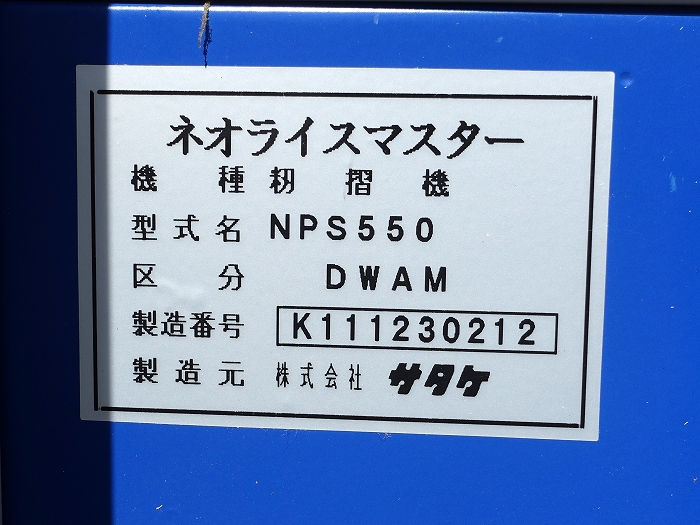 ネオライスマスター
機種 籾摺機
型式名 NPS550
区分 DWAM
製造番号 K111230212
製造元 株式会社 サタケ